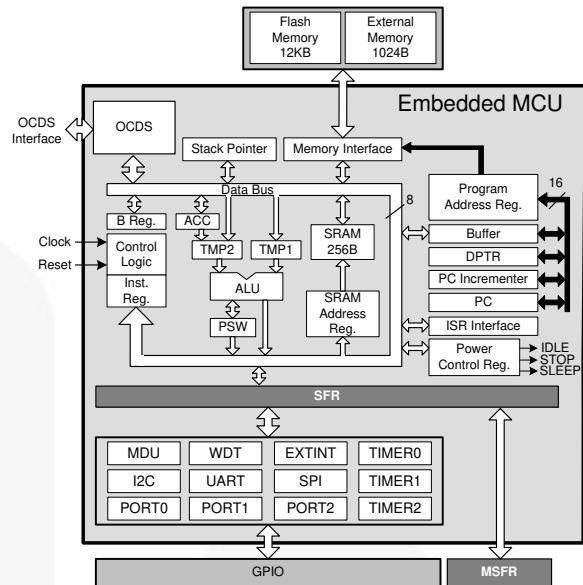 Flash
Memory
12KB
External
Memory
1024B
Embedded MCU
OCDS
Interface
OCDS
Stack Pointer
Memory Interface
16
Program
Address Reg.
Data Bus
8
B Reg.
ACC
Clock
Reset
Control
Logic
Inst.
Reg.
TMP2
TMP1
ALU
PSW
SRAM
256B
SRAM
Address
Reg.
Buffer
DPTR
PC Incrementer
PC
ISR Interface
Power
Control Reg.
IDLE
STOP
SLEEP
SFR
MDU
WDT
EXTINT
TIMER0
I2C
UART
SPI
TIMER1
PORT0
PORT1
PORT2
TIMER2
GPIO
MSFR